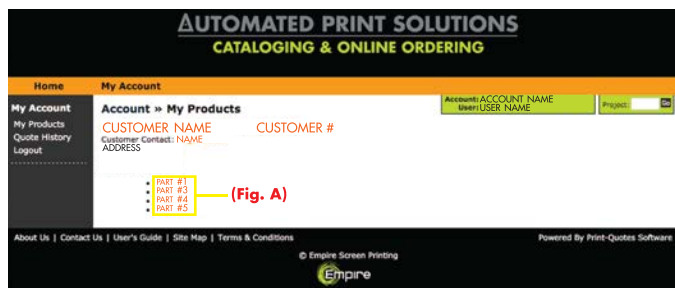 AUTOMATED PRINT SOLUTIONS
CATALOGING & ONLINE ORDERING
Home
My Account
My Account
My Products
Quote History
Logout
Account » My Products
Account: ACCOUNT NAME
User: USER NAME
Project:
Go
CUSTOMER NAME
CUSTOMER #
Customer Contact: NAME
ADDRESS
• PART #1
• PART #3
• PART #4
• PART #5
(Fig. A)
About Us | Contact Us | User's Guide | Site Map | Terms & Conditions
Powered By Print-Quotes Software
© Empire Screen Printing
Empire